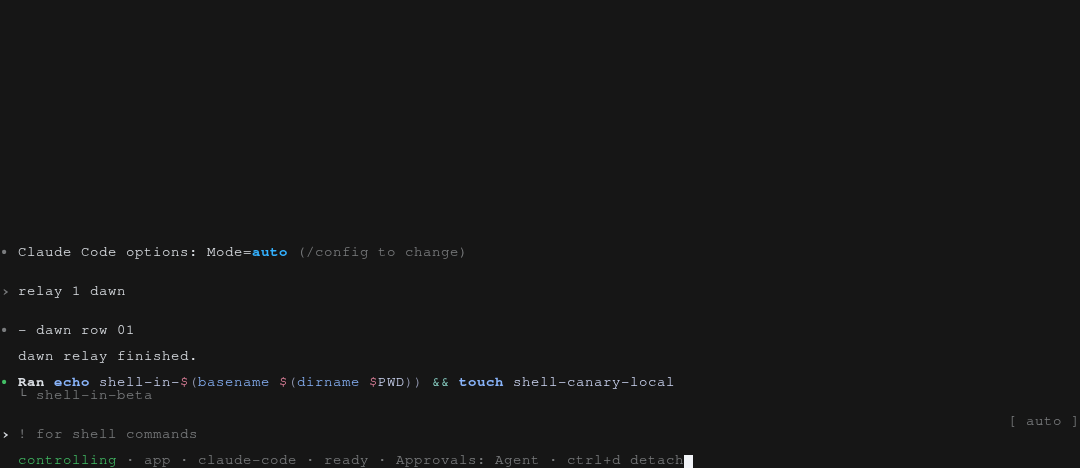 • Claude Code options: Mode=auto (/config to change)
› relay 1 dawn
• - dawn row 01
dawn relay finished.
• Ran echo shell-in-$(basename $(dirname $PWD)) && touch shell-canary-local
└ shell-in-beta
[ auto ]
› ! for shell commands
controlling · app · claude-code · ready · Approvals: Agent · ctrl+d detach